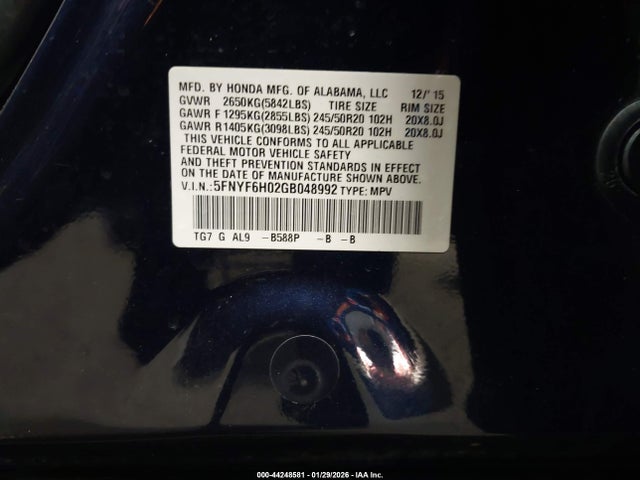 MFD. BY HONDA MFG. OF ALABAMA, LLC 12/'15
GVWR 2650KG(5842LBS) TIRE SIZE RIM SIZE
GAWR F 1295KG(2855LBS) 245/50R20 102H 20X8.0J
GAWR R 1405KG(3098LBS) 245/50R20 102H 20X8.0J
THIS VEHICLE CONFORMS TO ALL APPLICABLE
FEDERAL MOTOR VEHICLE SAFETY
AND THEFT PREVENTION STANDARDS IN EFFECT
ON THE DATE OF MANUFACTURE SHOWN ABOVE.
V.I.N.: 5FNYF6H02GB048992 TYPE: MPV
TG7 G AL9 -B588P -B -B
000-44248581 - 01/29/2026 - IAA Inc.